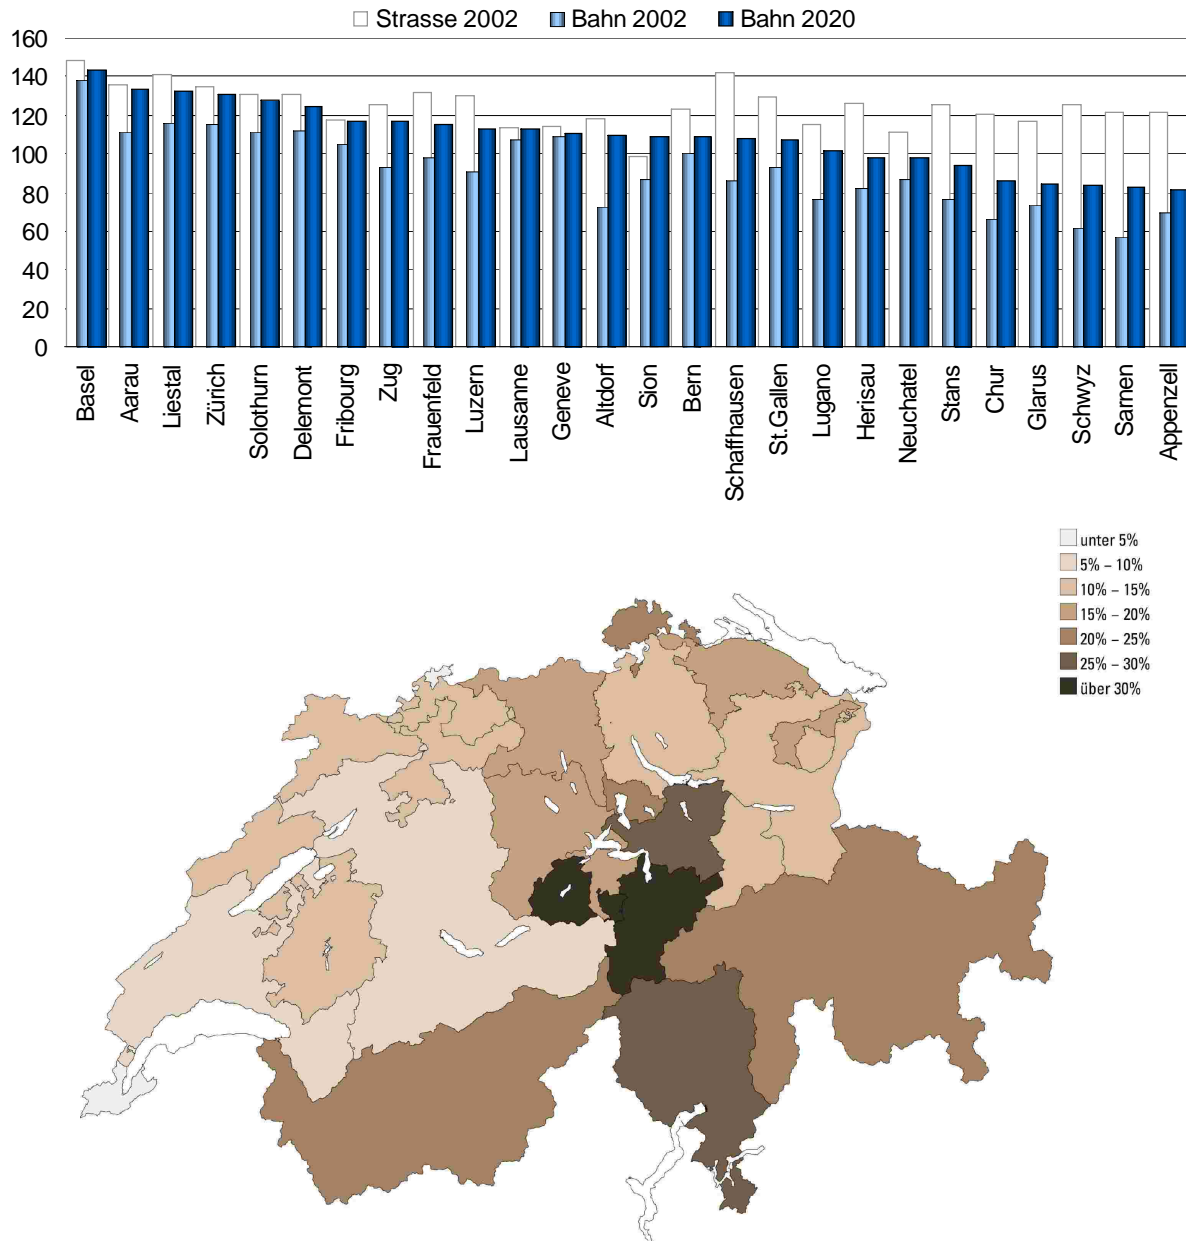 Strasse 2002 Bahn 2002 Bahn 2020
160
140
120
100
80
60
40
20
0
Basel
Aarau
Liestal
Zürich
Solothurn
Delemont
Fribourg
Zug
Frauenfeld
Luzern
Lausanne
Geneve
Altdorf
Sion
Bern
Schaffhausen
St.Gallen
Lugano
Herisau
Neuchatel
Stans
Chur
Glarus
Schwyz
Sarnen
Appenzell
unter 5%
5% – 10%
10% – 15%
15% – 20%
20% – 25%
25% – 30%
über 30%